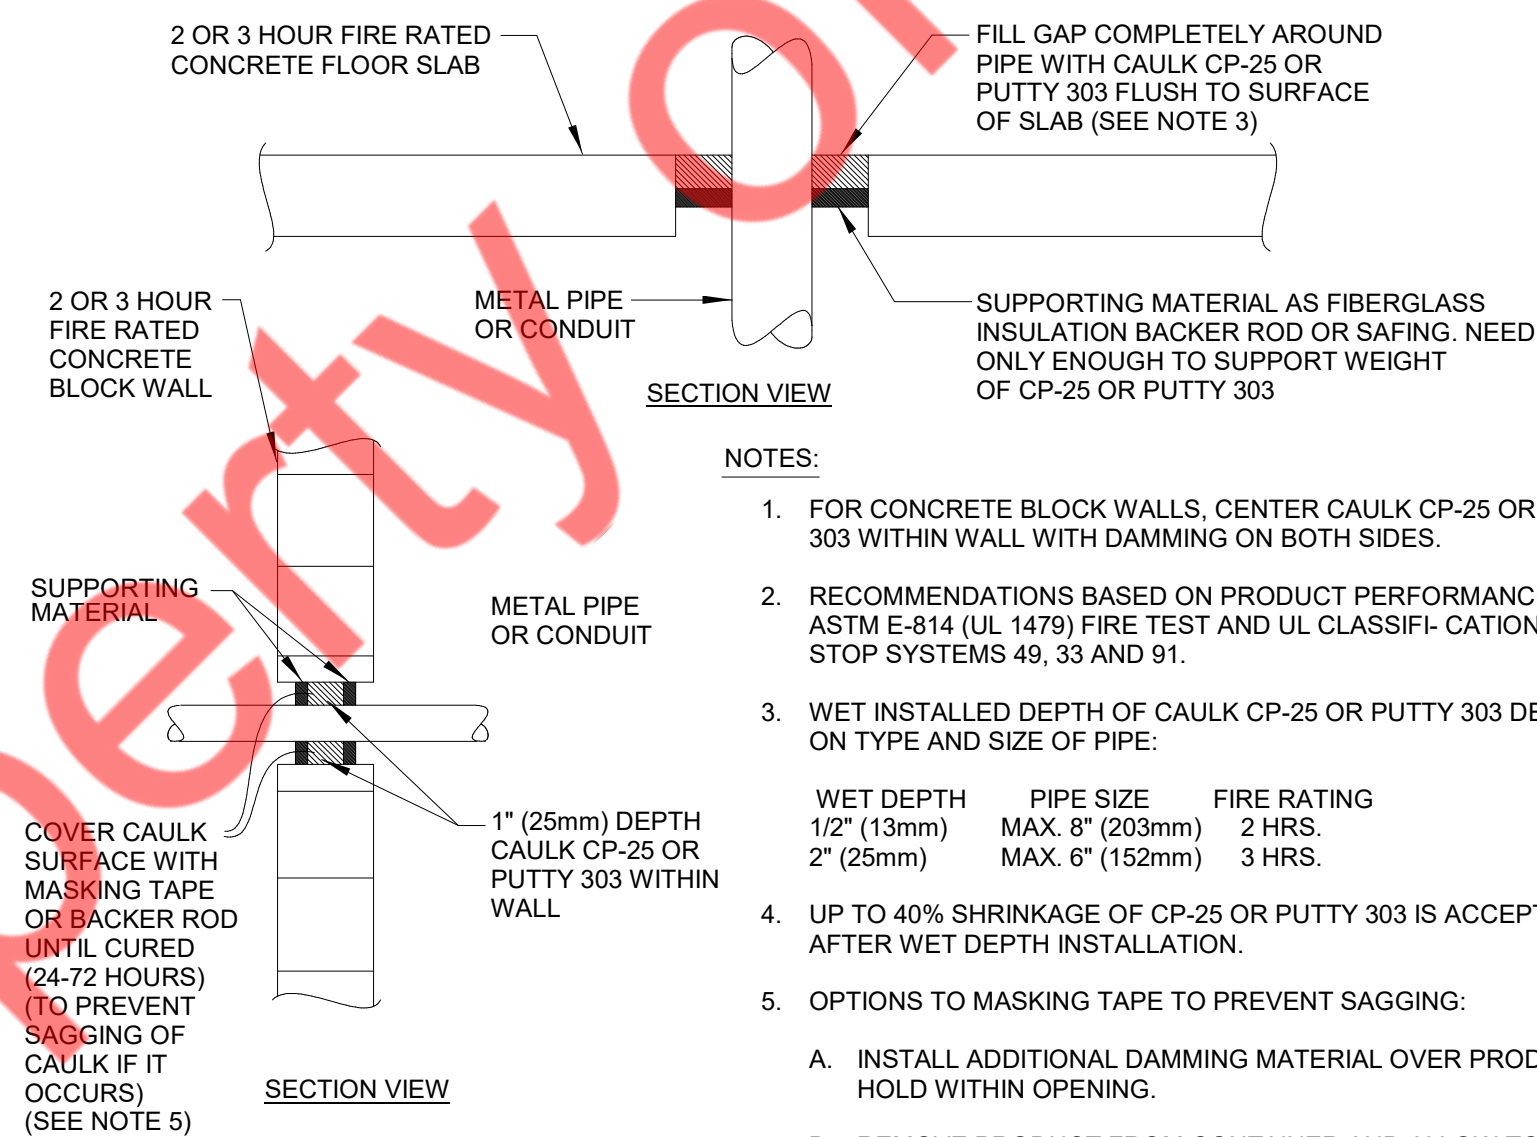 2 OR 3 HOUR FIRE RATED
CONCRETE FLOOR SLAB
FILL GAP COMPLETELY AROUND
PIPE WITH CAULK CP-25 OR
PUTTY 303 FLUSH TO SURFACE
OF SLAB (SEE NOTE 3)
2 OR 3 HOUR
FIRE RATED
CONCRETE
BLOCK WALL
METAL PIPE
OR CONDUIT
SUPPORTING MATERIAL AS FIBERGLASS
INSULATION BACKER ROD OR SAFING. NEED
ONLY ENOUGH TO SUPPORT WEIGHT
OF CP-25 OR PUTTY 303
SECTION VIEW
SUPPORTING
MATERIAL
METAL PIPE
OR CONDUIT
1" (25mm) DEPTH
CAULK CP-25 OR
PUTTY 303 WITHIN
WALL
COVER CAULK
SURFACE WITH
MASKING TAPE
OR BACKER ROD
UNTIL CURED
(24-72 HOURS)
(TO PREVENT
SAGGING OF
CAULK IF IT
OCCURS)
(SEE NOTE 5)
SECTION VIEW
NOTES:
1. FOR CONCRETE BLOCK WALLS, CENTER CAULK CP-25 OR
303 WITHIN WALL WITH DAMMING ON BOTH SIDES.
2. RECOMMENDATIONS BASED ON PRODUCT PERFORMANC
ASTM E-814 (UL 1479) FIRE TEST AND UL CLASSIFI- CATION
STOP SYSTEMS 49, 33 AND 91.
3. WET INSTALLED DEPTH OF CAULK CP-25 OR PUTTY 303 DE
ON TYPE AND SIZE OF PIPE:
WET DEPTH PIPE SIZE FIRE RATING
1/2" (13mm) MAX. 8" (203mm) 2 HRS.
2" (25mm) MAX. 6" (152mm) 3 HRS.
4. UP TO 40% SHRINKAGE OF CP-25 OR PUTTY 303 IS ACCEPT
AFTER WET DEPTH INSTALLATION.
5. OPTIONS TO MASKING TAPE TO PREVENT SAGGING:
A. INSTALL ADDITIONAL DAMMING MATERIAL OVER PROD
HOLD WITHIN OPENING.
perty o